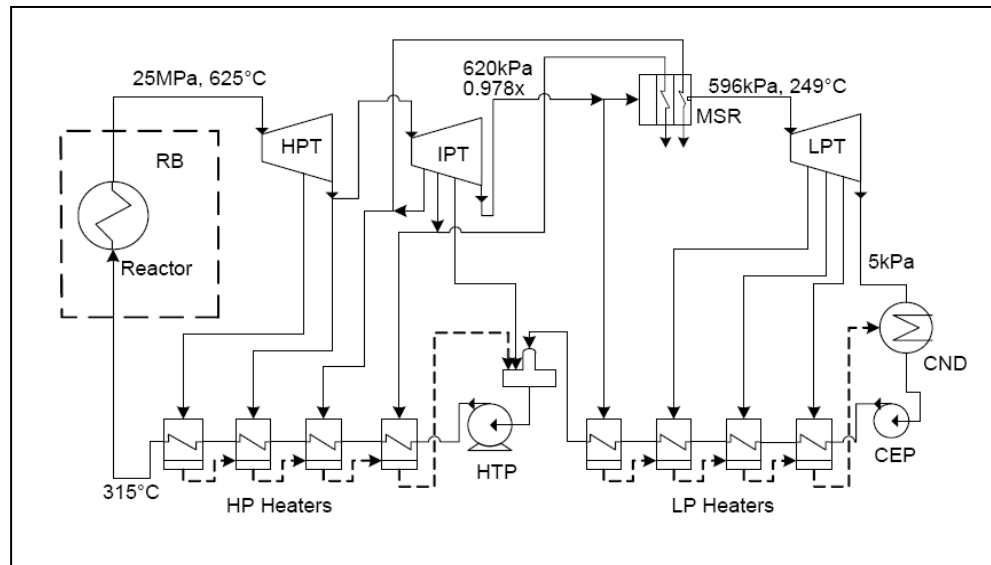 25MPa, 625°C
620kPa
0.978x
596kPa, 249°C
MSR
RB
HPT
IPT
LPT
Reactor
5kPa
CND
CEP
HTP
315°C
HP Heaters
LP Heaters